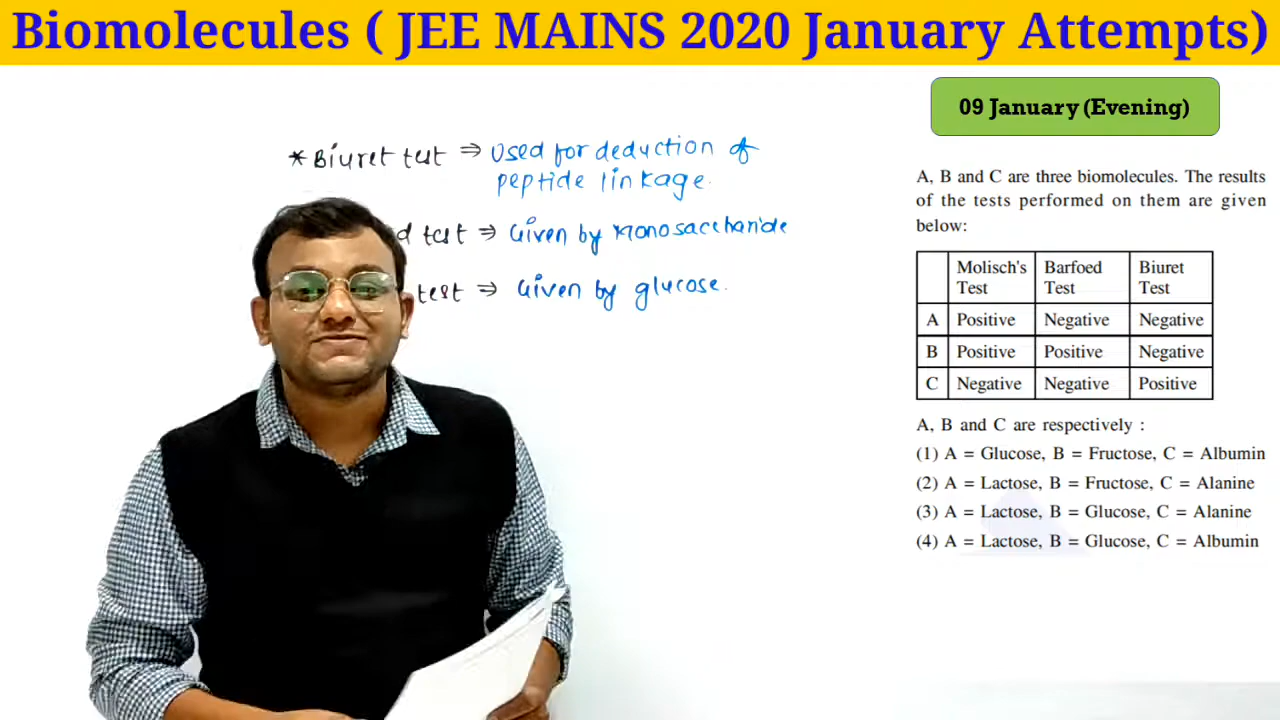 Biomolecules ( JEE MAINS 2020 January Attempts)
09 January (Evening)
* Biuret test ⇒ Used for deduction of
peptide linkage.
test ⇒ Given by Monosaccharide
test ⇒ Given by glucose.
A, B and C are three biomolecules. The results
of the tests performed on them are given
below:
Molisch's Test Barfoed Test Biuret Test
A Positive Negative Negative
B Positive Positive Negative
C Negative Negative Positive
A, B and C are respectively :
(1) A = Glucose, B = Fructose, C = Albumin
(2) A = Lactose, B = Fructose, C = Alanine
(3) A = Lactose, B = Glucose, C = Alanine
(4) A = Lactose, B = Glucose, C = Albumin